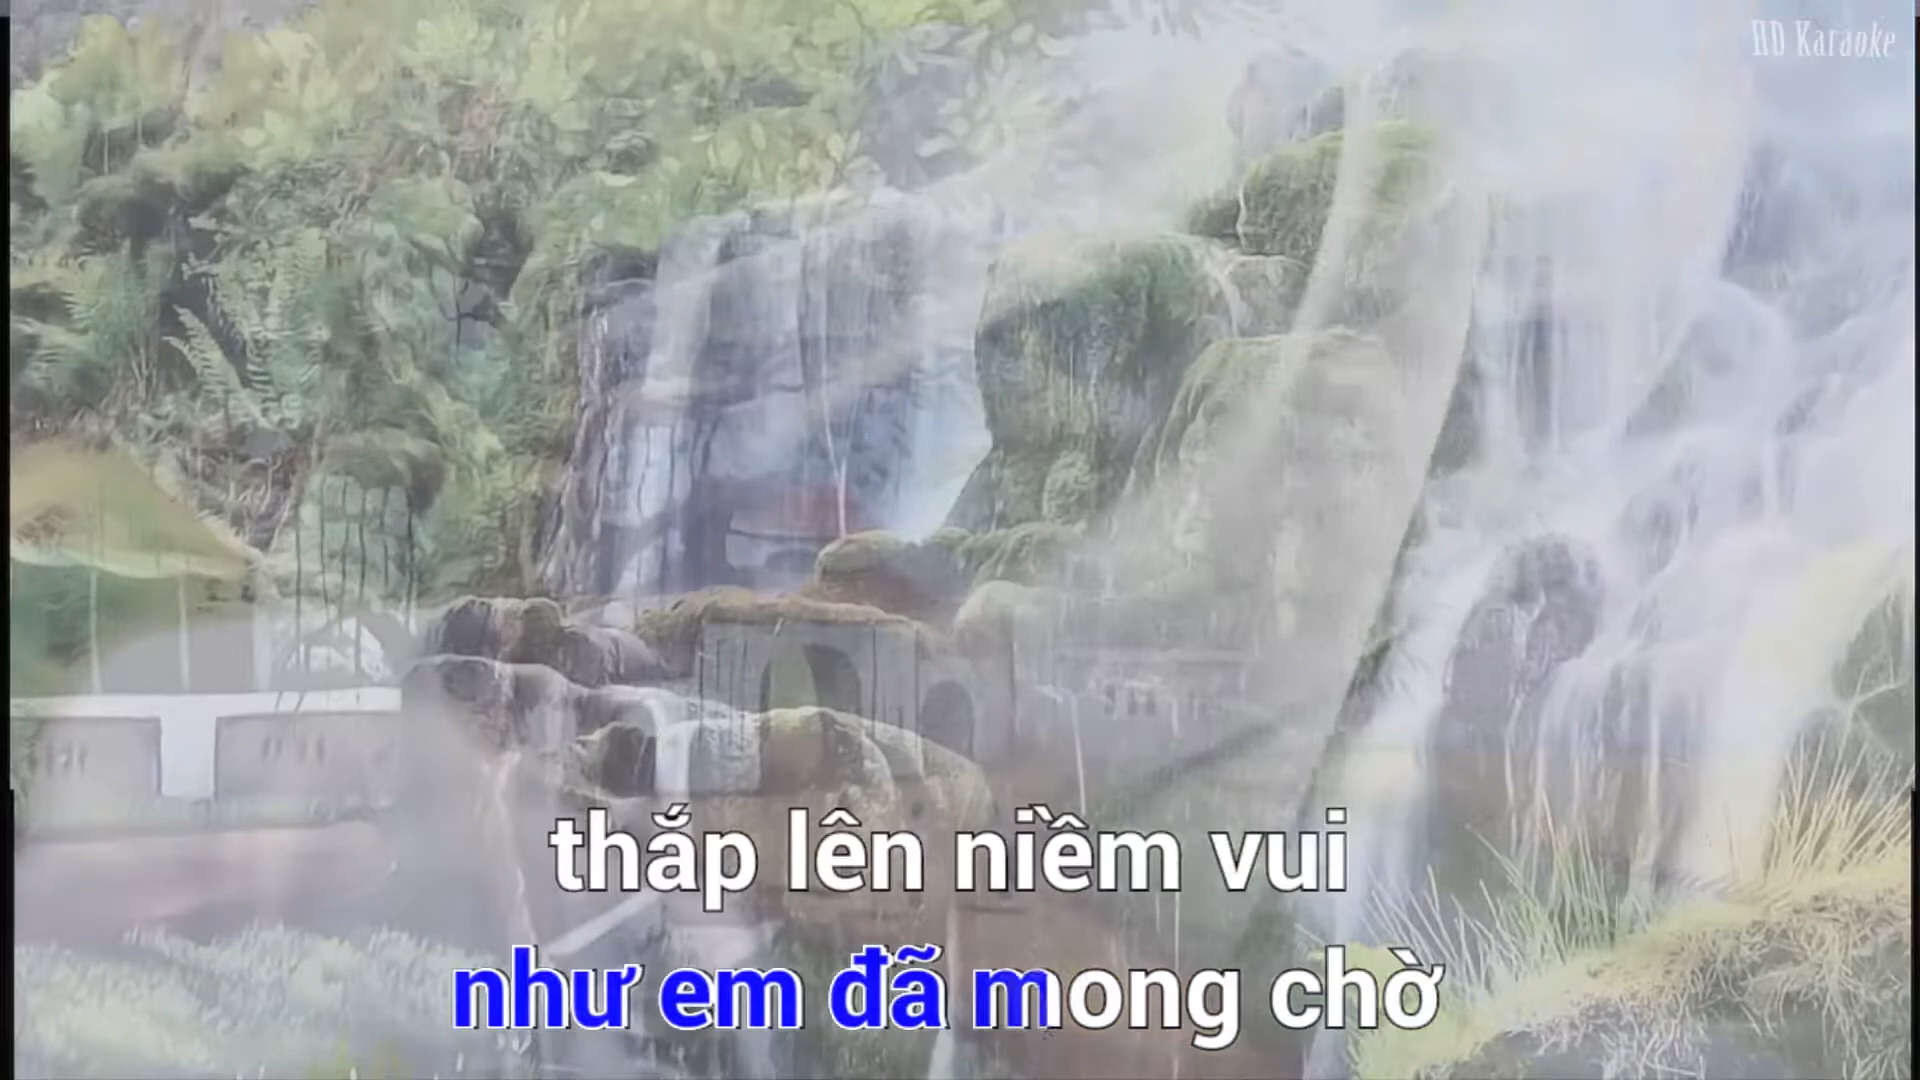 HD Karaoke
thắp lên niềm vui
như em đã mong chờ